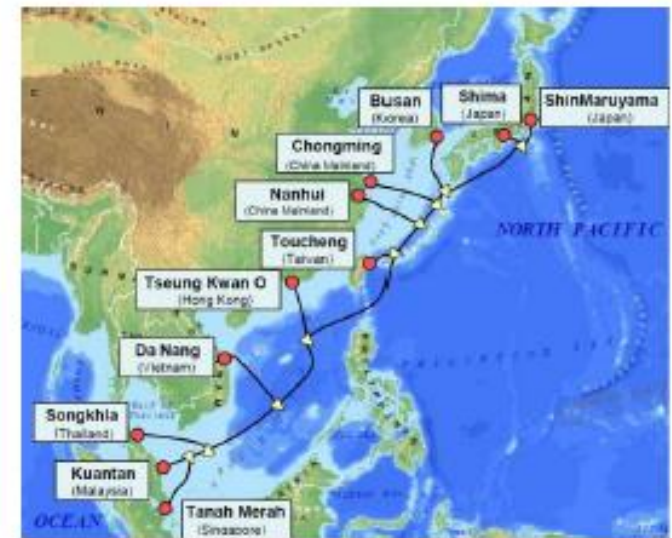 Busan
(Korea)
Shima
(Japan)
ShinMaruyama
(Japan)
Chongming
(China Mainland)
Nanhui
(China Mainland)
NORTH PACIFIC
Toucheng
(Taiwan)
Tseung Kwan O
(Hong Kong)
Da Nang
(Vietnam)
Songkhla
(Thailand)
Kuantan
(Malaysia)
Tanah Merah
(Singapore)
OCEAN